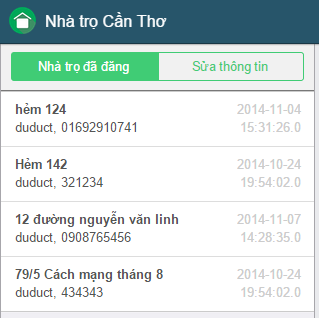 Nhà trọ Cần Thơ
Nhà trọ đã đăng Sửa thông tin
hẻm 124 2014-11-04
duduct, 01692910741 15:31:26.0
Hẻm 142 2014-10-24
duduct, 321234 19:54:02.0
12 đường nguyễn văn linh 2014-11-07
duduct, 0908765456 14:28:35.0
79/5 Cách mạng tháng 8 2014-10-24
duduct, 434343 19:54:02.0